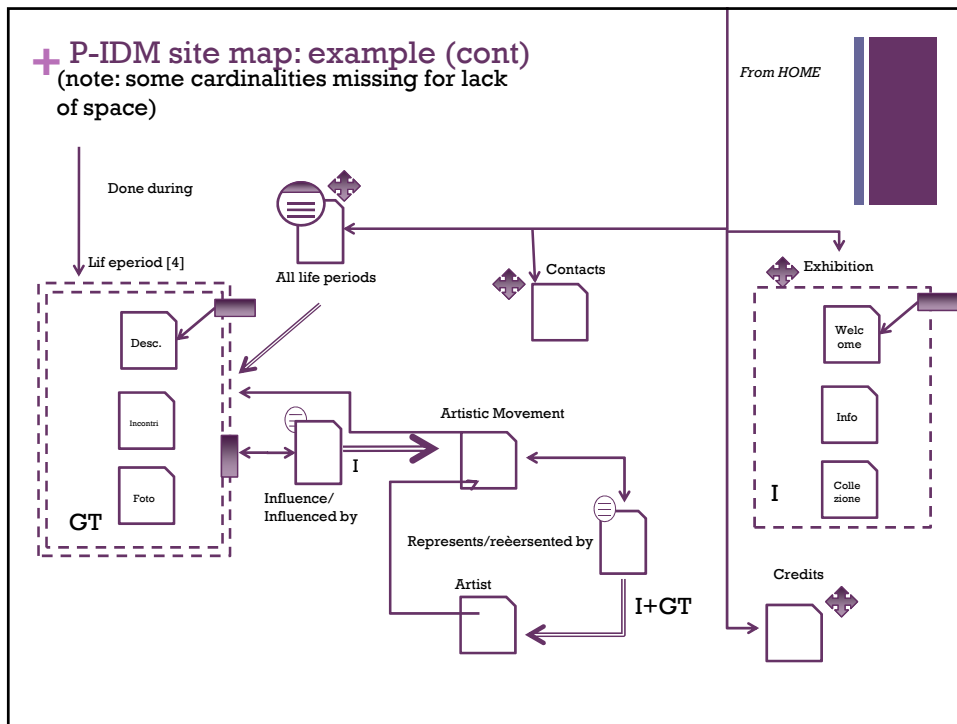 + P-IDM site map: example (cont)
(note: some cardinalities missing for lack
of space)
From HOME
Done during
Lif eperiod [4]
All life periods
Contacts
Exhibition
Desc.
Incontri
Foto
GT
Influence/
Influenced by
I
Artistic Movement
Represents/reèersented by
Artist
I+GT
Welc
ome
Info
Colle
zione
I
Credits